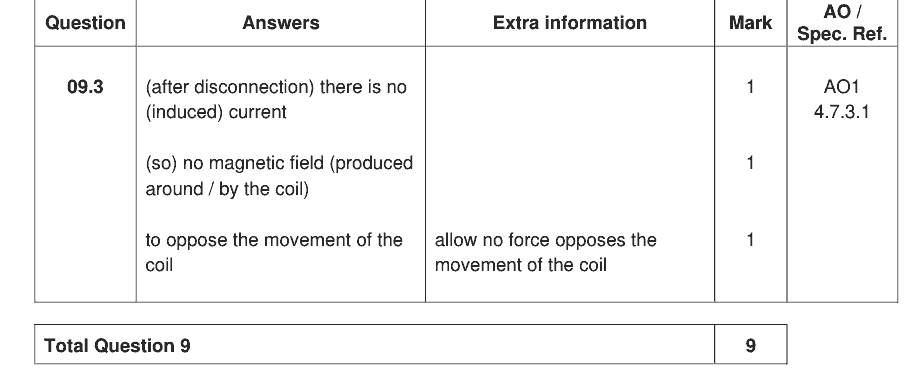 Question Answers Extra information Mark AO /
Spec. Ref.
09.3 (after disconnection) there is no 1 AO1
(induced) current 4.7.3.1
(so) no magnetic field (produced 1
around / by the coil)
to oppose the movement of the allow no force opposes the 1
coil movement of the coil
Total Question 9 9